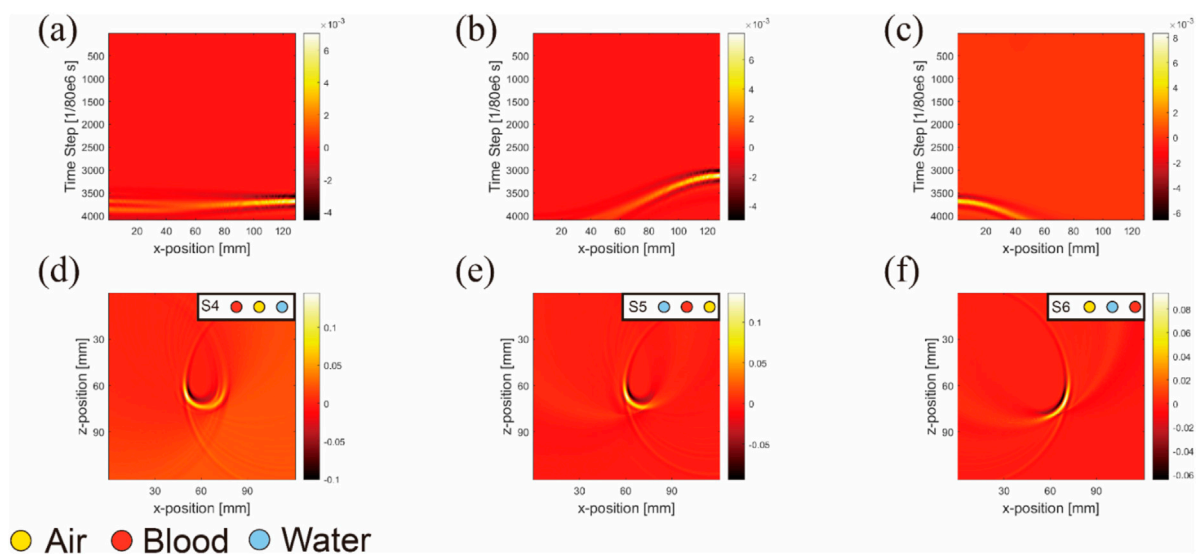 (a) (b) (c)
×10⁻³ ×10⁻³ ×10⁻³
Time Step [1/80e6 s]
500
1000
1500
2000
2500
3000
3500
4000
20 40 60 80 100 120
x-position [mm]
6
4
2
0
-2
-4
Time Step [1/80e6 s]
500
1000
1500
2000
2500
3000
3500
4000
20 40 60 80 100 120
x-position [mm]
6
4
2
0
-2
-4
Time Step [1/80e6 s]
500
1000
1500
2000
2500
3000
3500
4000
20 40 60 80 100 120
x-position [mm]
8
6
4
2
0
-2
-4
-6
(d) (e) (f)
S4
z-position [mm]
30
60
90
30 60 90
x-position [mm]
0.1
0.05
0
-0.05
-0.1
S5
z-position [mm]
30
60
90
30 60 90
x-position [mm]
0.1
0.05
0
-0.05
S6
z-position [mm]
30
60
90
30 60 90
x-position [mm]
0.08
0.06
0.04
0.02
0
-0.02
-0.04
-0.06
Air Blood Water